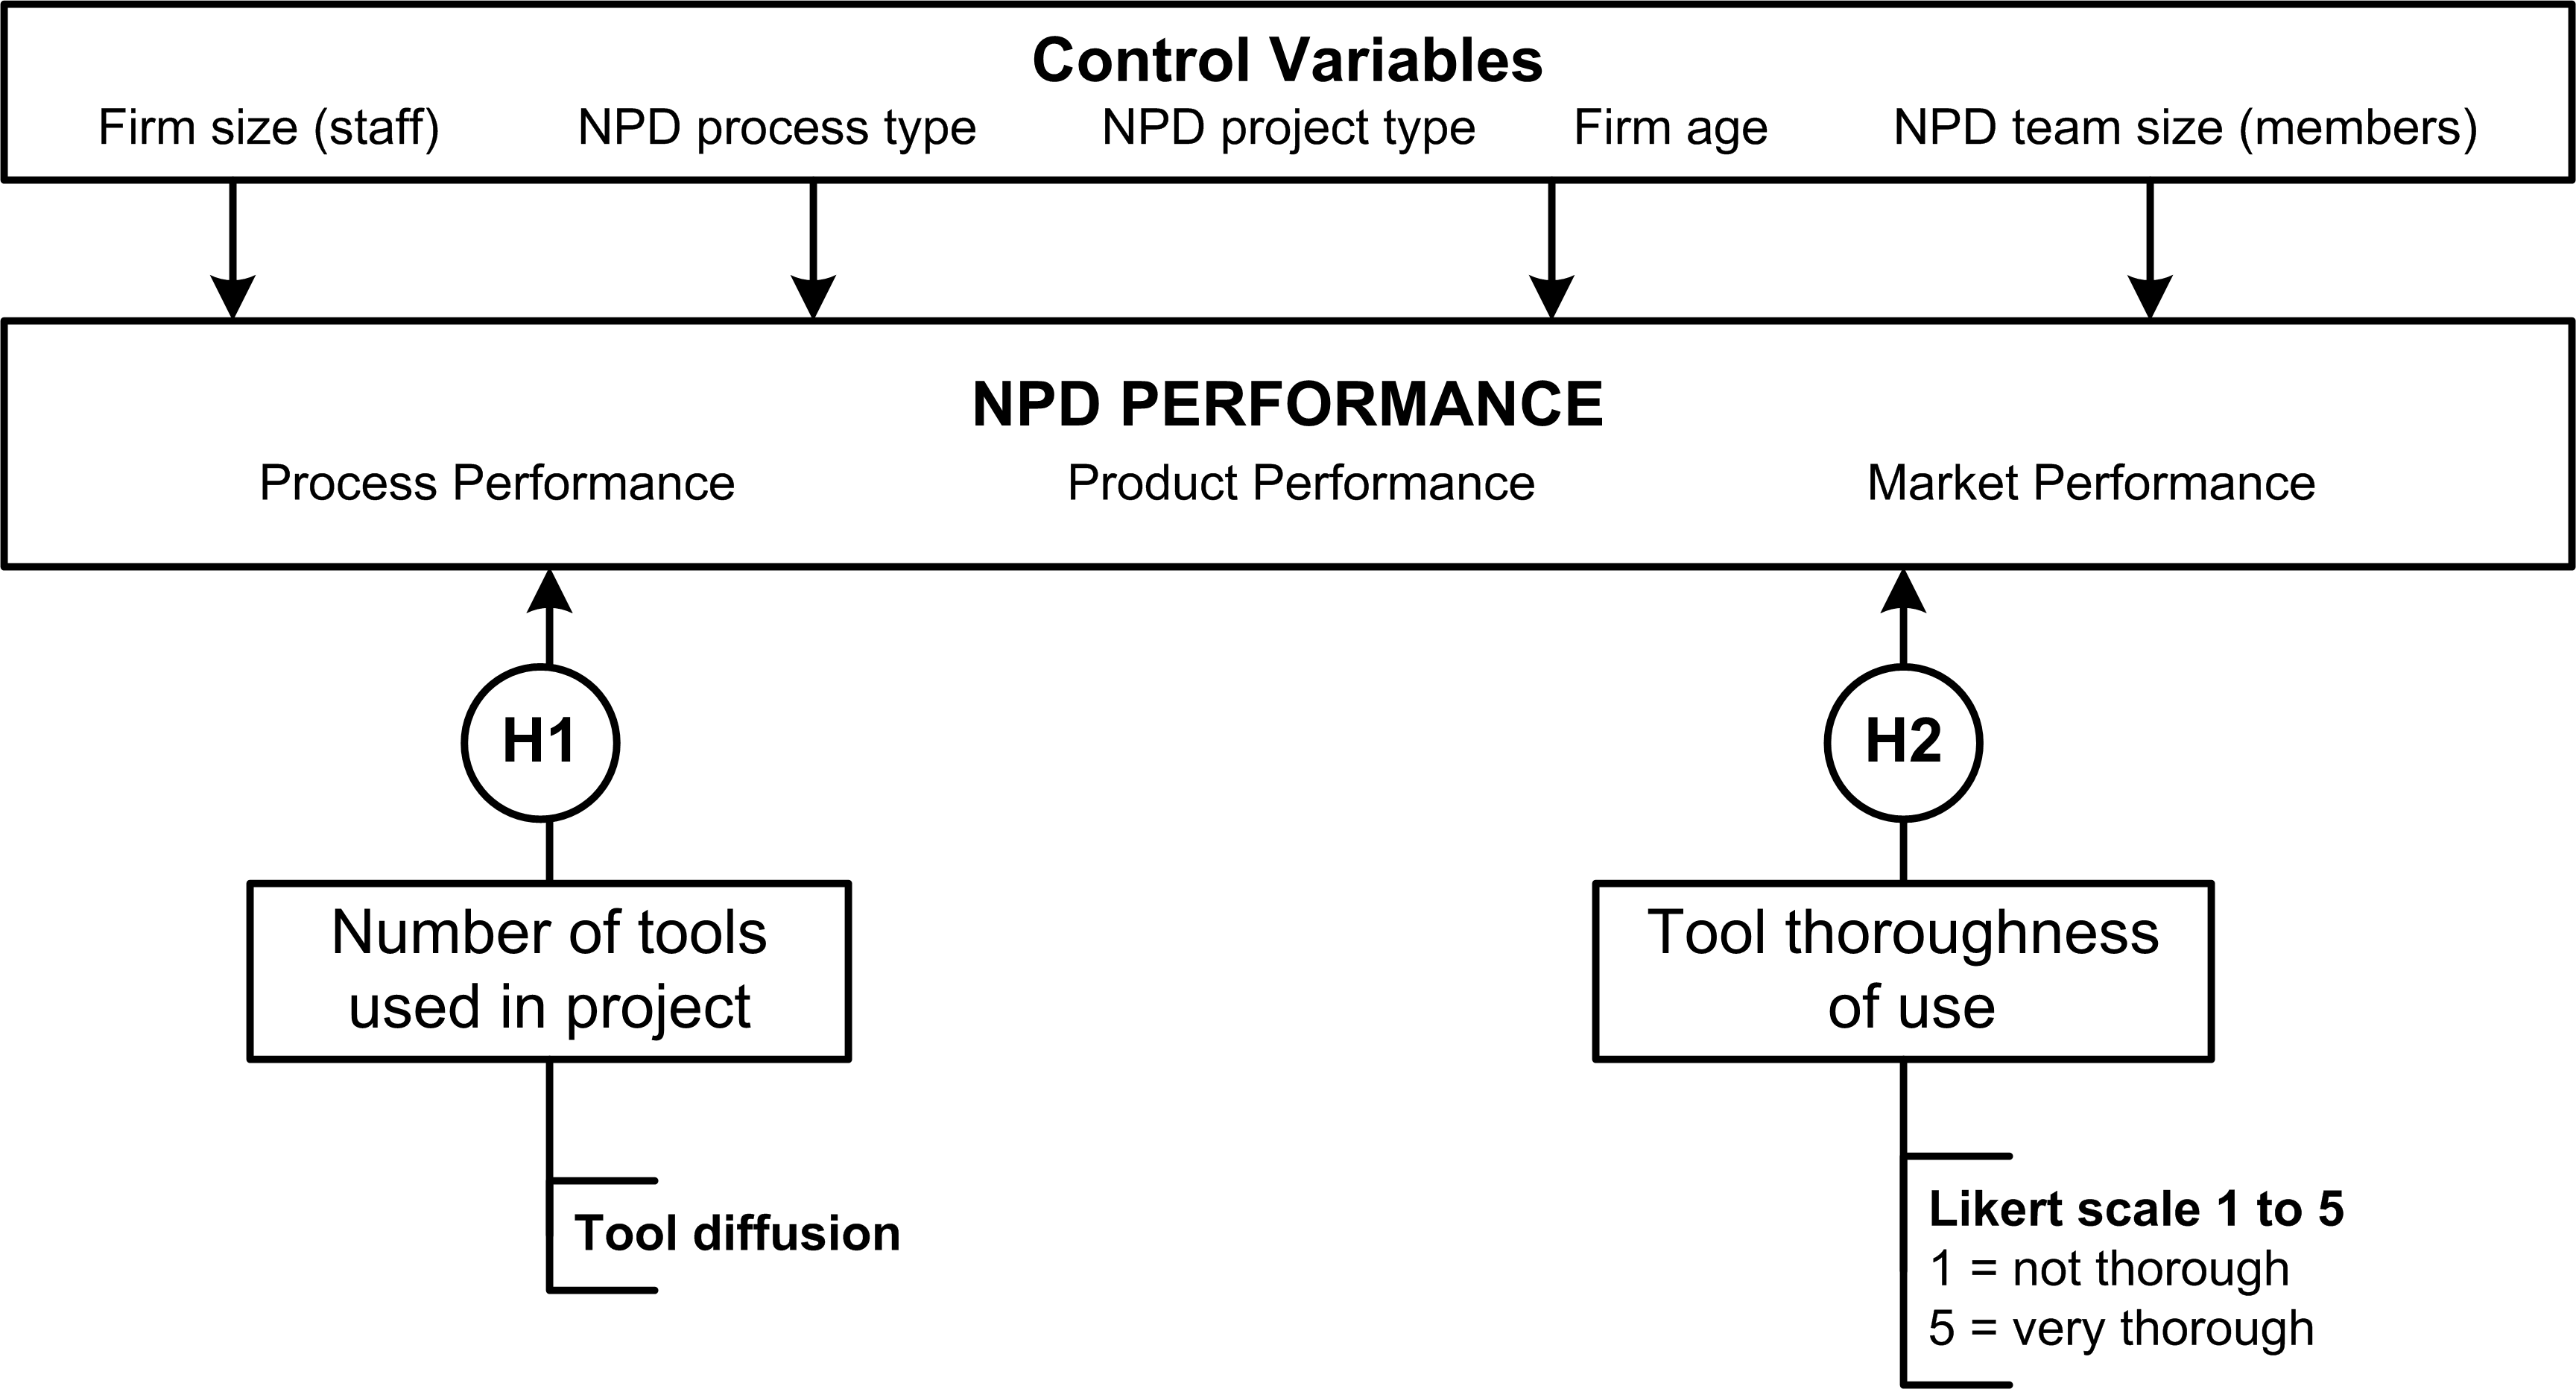 Control Variables
Firm size (staff) NPD process type NPD project type Firm age NPD team size (members)
NPD PERFORMANCE
Process Performance Product Performance Market Performance
H1
H2
Number of tools
used in project
Tool thoroughness
of use
Tool diffusion
Likert scale 1 to 5
1 = not thorough
5 = very thorough